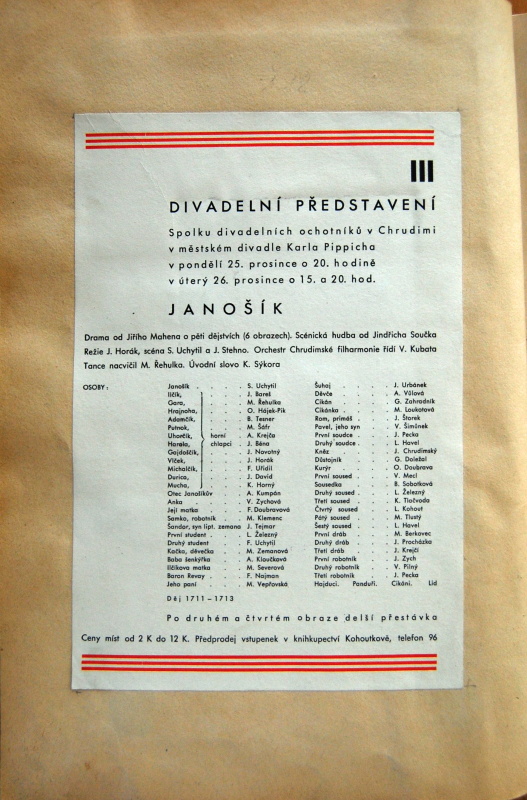 III
DIVADELNÍ PŘEDSTAVENÍ
Spolku divadelních ochotníků v Chrudimi
v městském divadle Karla Pippicha
v pondělí 25. prosince o 20. hodině
v úterý 26. prosince o 15. a 20. hod.
JANOŠÍK
Drama od Jiřího Mahena o pěti dějstvích (6 obrazech). Scénická hudba od Jindřicha Součka
Režie J. Horák, scéna S. Uchytil a J. Stehno. Orchestr Chrudimské filharmonie řídí V. Kubata
Tance nacvičil M. Řehulka. Úvodní slovo K. Sýkora
OSOBY: Janošík . . . . S. Uchytil Šuhaj . . . J. Urbánek
Ilčík, . . . J. Bareš Děvče . . . A. Vůlová
Gara, . . . M. Řehulka Cikán . . . G. Zahradník
Hrajnoha, . . . O. Hájek-Pik Cikánka . . . M. Loukotová
Adamčík, . . . B. Tesner Rom, primáš . . J. Štorek
Putnok, . . . M. Šáfr Pavel, jeho syn . . V. Šimůnek
Uhorčík, horní . A. Krejča První soudce . . J. Pecka
Horala, chlapci . J. Běna Druhý soudce . . L. Havel
Gajdošičík, . . . J. Novotný Kněz . . . J. Chrudimský
Vlček, . . . J. Horák Důstojník . . G. Doležal
Michalčík, . . . F. Uřidil Kurýr . . . O. Doubrava
Durica, . . . J. David První soused . . V. Mecl
Mucha, . . . K. Horný Sousedka . . B. Sobotková
Otec Janošíkův . . A. Kumpán Druhý soused . . L. Železný
Anka . . . V. Zychová Třetí soused . . K. Tlačvoda
Její matka . . . F. Doubravová Čtvrtý soused . . L. Kohout
Samko, robotník . . M. Klemenc Pátý soused . . M. Tlustý
Šandor, syn lipt. zemana J. Tejmar Šestý soused . . L. Havel
První student . . . L. Železný První dráb . . M. Berkovec
Druhý student . . F. Uchytil Druhý dráb . . J. Procházka
Kačka, děvečka . . M. Zemanová Třetí dráb . . J. Krejčí
Baba šenkýřka . . A. Kloučková První robotník . . J. Zych
Ilčíkova matka . . M. Severová Druhý robotník . . V. Pilný
Baron Revay . . . F. Najman Třetí robotník . . J. Pecka
Jeho paní . . . M. Vepřovská Hajduci. Panduři. Cikáni. Lid
Děj 1711–1713
Po druhém a čtvrtém obraze delší přestávka
Ceny míst od 2 K do 12 K. Předprodej vstupenek v knihkupectví Kohoutkově, telefon 96